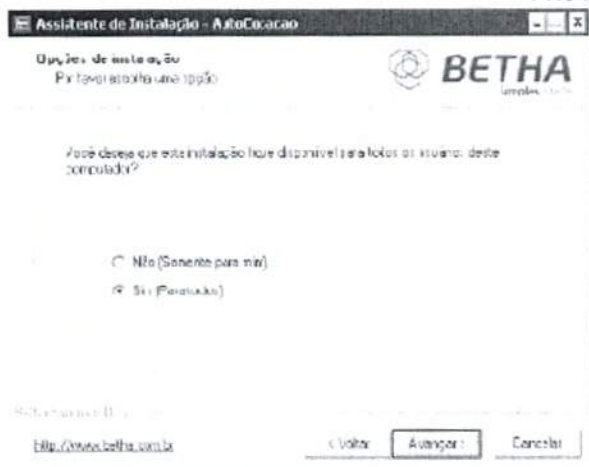 Assistente de Instalação - AutoCotacao
Opções de instalação
Por favor escolha uma opção
BETHA
Você deseja que esta instalação fique disponível para todos os usuários deste
computador?
Não (Somente para mim)
Sim (Para todos)
http://www.betha.com.br
< Voltar
Avançar >
Cancelar